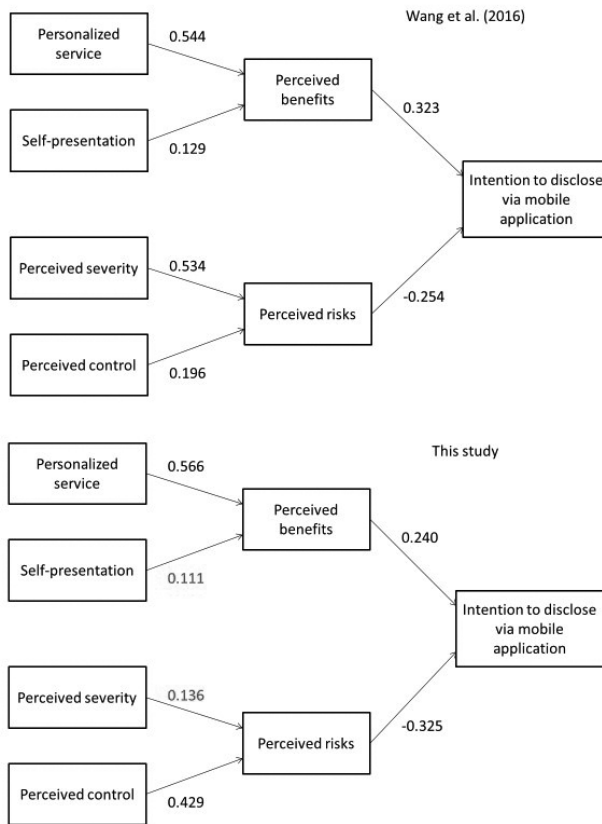 Wang et al. (2016)
Personalized
service
0.544
Perceived
benefits
0.323
Self-presentation
0.129
Intention to disclose
via mobile
application
Perceived severity
0.534
Perceived risks
-0.254
Perceived control
0.196
This study
Personalized
service
0.566
Perceived
benefits
0.240
Self-presentation
0.111
Intention to disclose
via mobile
application
Perceived severity
0.136
Perceived risks
-0.325
Perceived control
0.429